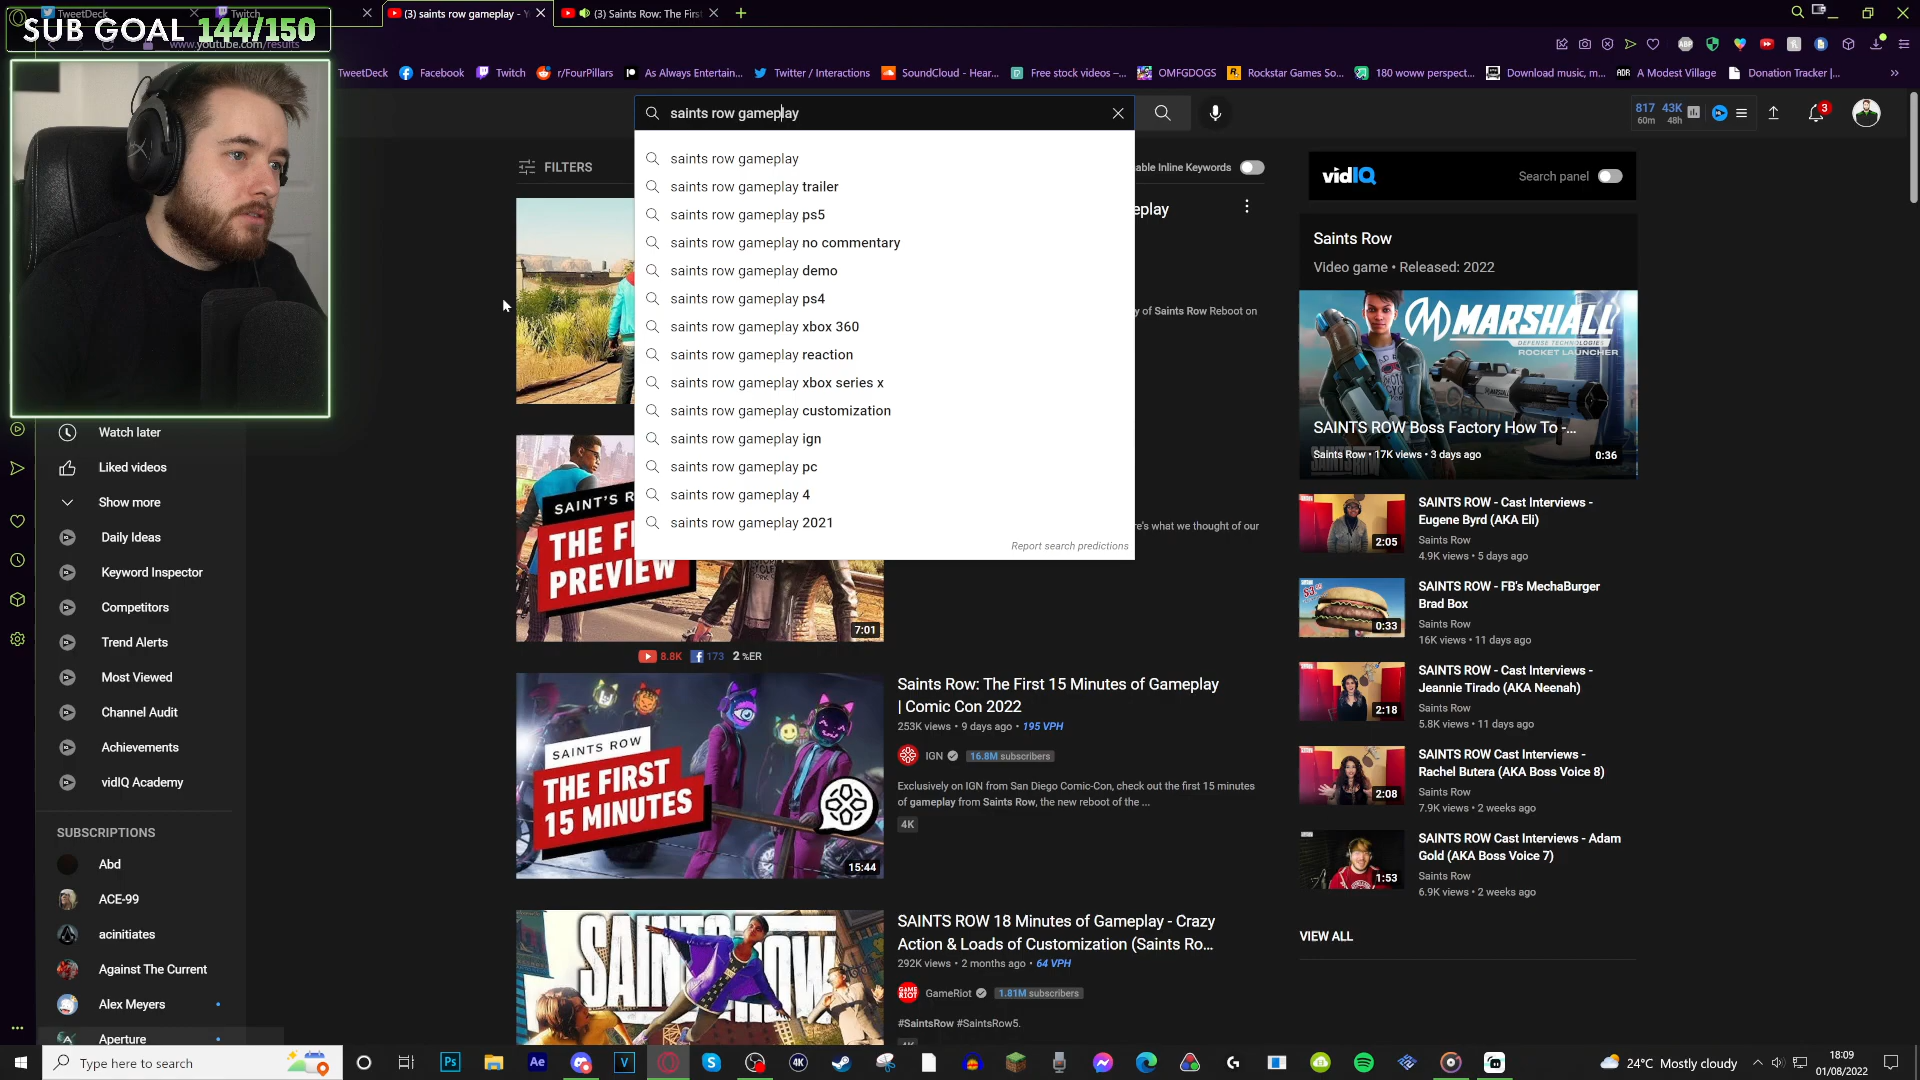 TweetDeck
Twitch
(3) saints row gameplay - Y
(3) Saints Row: The First
SUB GOAL 144/150
www.youtube.com/results
TweetDeck
Facebook
Twitch
r/FourPillars
As Always Entertain...
Twitter / Interactions
SoundCloud - Hear...
Free stock videos -...
OMFGDOGS
Rockstar Games So...
180 woww perspect...
Download music, m...
A Modest Village
Donation Tracker |...
saints row gameplay
817 60m
43K 48h
3
saints row gameplay
saints row gameplay trailer
saints row gameplay ps5
saints row gameplay no commentary
saints row gameplay demo
saints row gameplay ps4
saints row gameplay xbox 360
saints row gameplay reaction
saints row gameplay xbox series x
saints row gameplay customization
saints row gameplay ign
saints row gameplay pc
saints row gameplay 4
saints row gameplay 2021
Report search predictions
FILTERS
able Inline Keywords
eplay
y of Saints Row Reboot on
re's what we thought of our
Watch later
Liked videos
Show more
Daily Ideas
Keyword Inspector
Competitors
Trend Alerts
Most Viewed
Channel Audit
Achievements
vidIQ Academy
SUBSCRIPTIONS
Abd
ACE-99
acinitiates
Against The Current
Alex Meyers
Aperture
SAINT'S R
THE FI
PREVIEW
7:01
8.8K 173 2 %ER
SAINTS ROW
THE FIRST
15 MINUTES
15:44
Saints Row: The First 15 Minutes of Gameplay
| Comic Con 2022
253K views • 9 days ago • 195 VPH
IGN 16.8M subscribers
Exclusively on IGN from San Diego Comic-Con, check out the first 15 minutes
of gameplay from Saints Row, the new reboot of the ...
4K
SAINTS ROW
SAINTS ROW 18 Minutes of Gameplay - Crazy
Action & Loads of Customization (Saints Ro...
292K views • 2 months ago • 64 VPH
GameRiot 1.81M subscribers
#SaintsRow #SaintsRow5.
4K
vidIQ
Search panel
Saints Row
Video game • Released: 2022
MARSHALL
DEFENSE TECHNOLOGIES
ROCKET LAUNCHER
SAINTS ROW Boss Factory How To -...
Saints Row • 17K views • 3 days ago
0:36
SAINTS ROW - Cast Interviews -
Eugene Byrd (AKA Eli)
Saints Row
4.9K views • 5 days ago
2:05
SAINTS ROW - FB's MechaBurger
Brad Box
Saints Row
16K views • 11 days ago
0:33
SAINTS ROW - Cast Interviews -
Jeannie Tirado (AKA Neenah)
Saints Row
5.8K views • 11 days ago
2:18
SAINTS ROW Cast Interviews -
Rachel Butera (AKA Boss Voice 8)
Saints Row
7.9K views • 2 weeks ago
2:08
SAINTS ROW Cast Interviews - Adam
Gold (AKA Boss Voice 7)
Saints Row
6.9K views • 2 weeks ago
1:53
VIEW ALL
Type here to search
24°C Mostly cloudy
18:09
01/08/2022